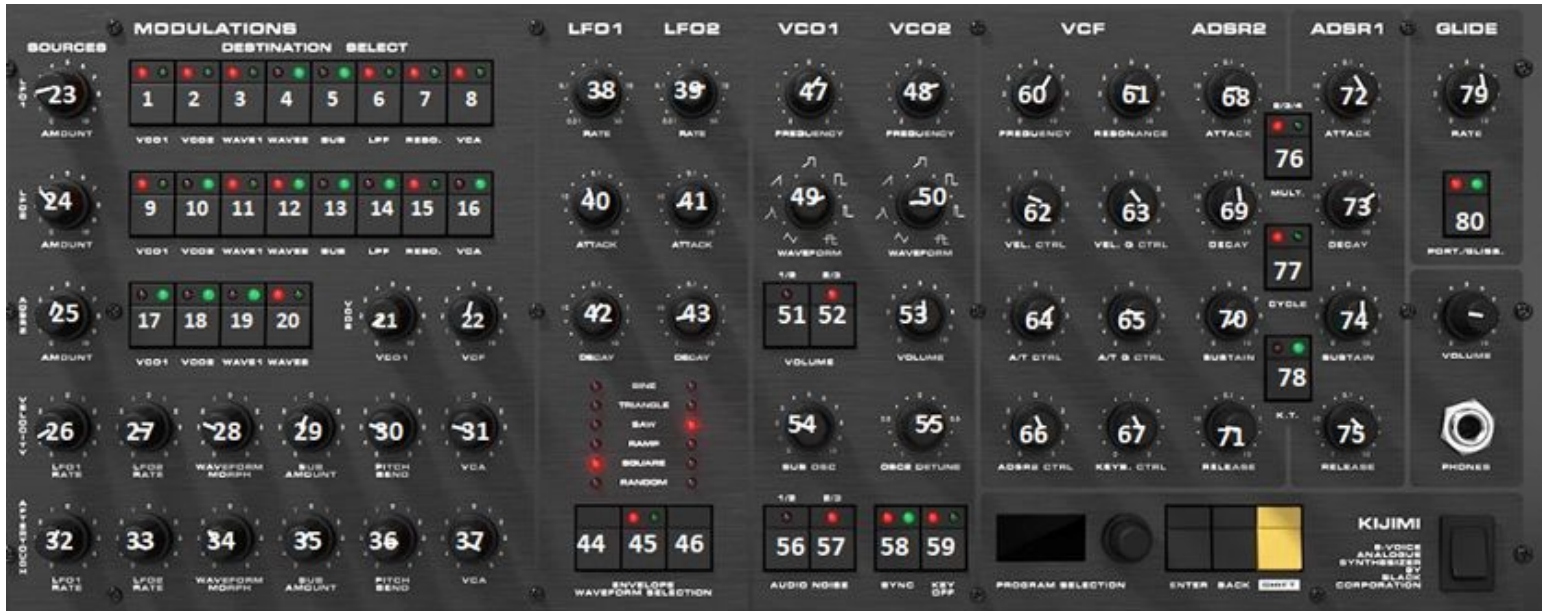 MODULATIONS
SOURCES DESTINATION SELECT
LFO1 LFO2 VCO1 VCO2 VCF ADSR2 ADSR1 GLIDE
23 1 2 3 4 5 6 7 8 38 39 47 48 60 61 68 72 79
AMOUNT VCO1 VCO2 WAVE1 WAVE2 SUB LPF RESO. VCA RATE RATE FREQUENCY FREQUENCY FREQUENCY RESONANCE ATTACK ATTACK RATE
2/3/4
76
MULT.
24 9 10 11 12 13 14 15 16 40 41 49 50 62 63 69 73 80
AMOUNT VCO1 VCO2 WAVE1 WAVE2 SUB LPF RESO. VCA ATTACK ATTACK WAVEFORM WAVEFORM VEL. CTRL VEL. Q CTRL DECAY DECAY PORT./GLISS.
77
CYCLE
1/2 2/3
25 17 18 19 20 21 22 42 43 51 52 53 64 65 70 74
AMOUNT VCO1 VCO2 WAVE1 WAVE2 VCO1 VCF DECAY DECAY VOLUME VOLUME A/T CTRL A/T Q CTRL SUSTAIN SUSTAIN VOLUME
78
K.T.
SINE
TRIANGLE
SAW
RAMP
SQUARE
RANDOM
VELOCITY
26 27 28 29 30 31 54 55 66 67 71 75
LFO1 RATE LFO2 RATE WAVEFORM MORPH SUB AMOUNT PITCH BEND VCA SUB OSC OSC2 DETUNE ADSR2 CTRL KEYB. CTRL RELEASE RELEASE PHONES
AFTERTOUCH
1/2 2/3
32 33 34 35 36 37 44 45 46 56 57 58 59
LFO1 RATE LFO2 RATE WAVEFORM MORPH SUB AMOUNT PITCH BEND VCA
ENVELOPE
WAVEFORM SELECTION
AUDIO NOISE SYNC KEY OFF PROGRAM SELECTION ENTER BACK SHIFT
KIJIMI
8-VOICE
ANALOGUE
SYNTHESIZER
BY
BLACK
CORPORATION